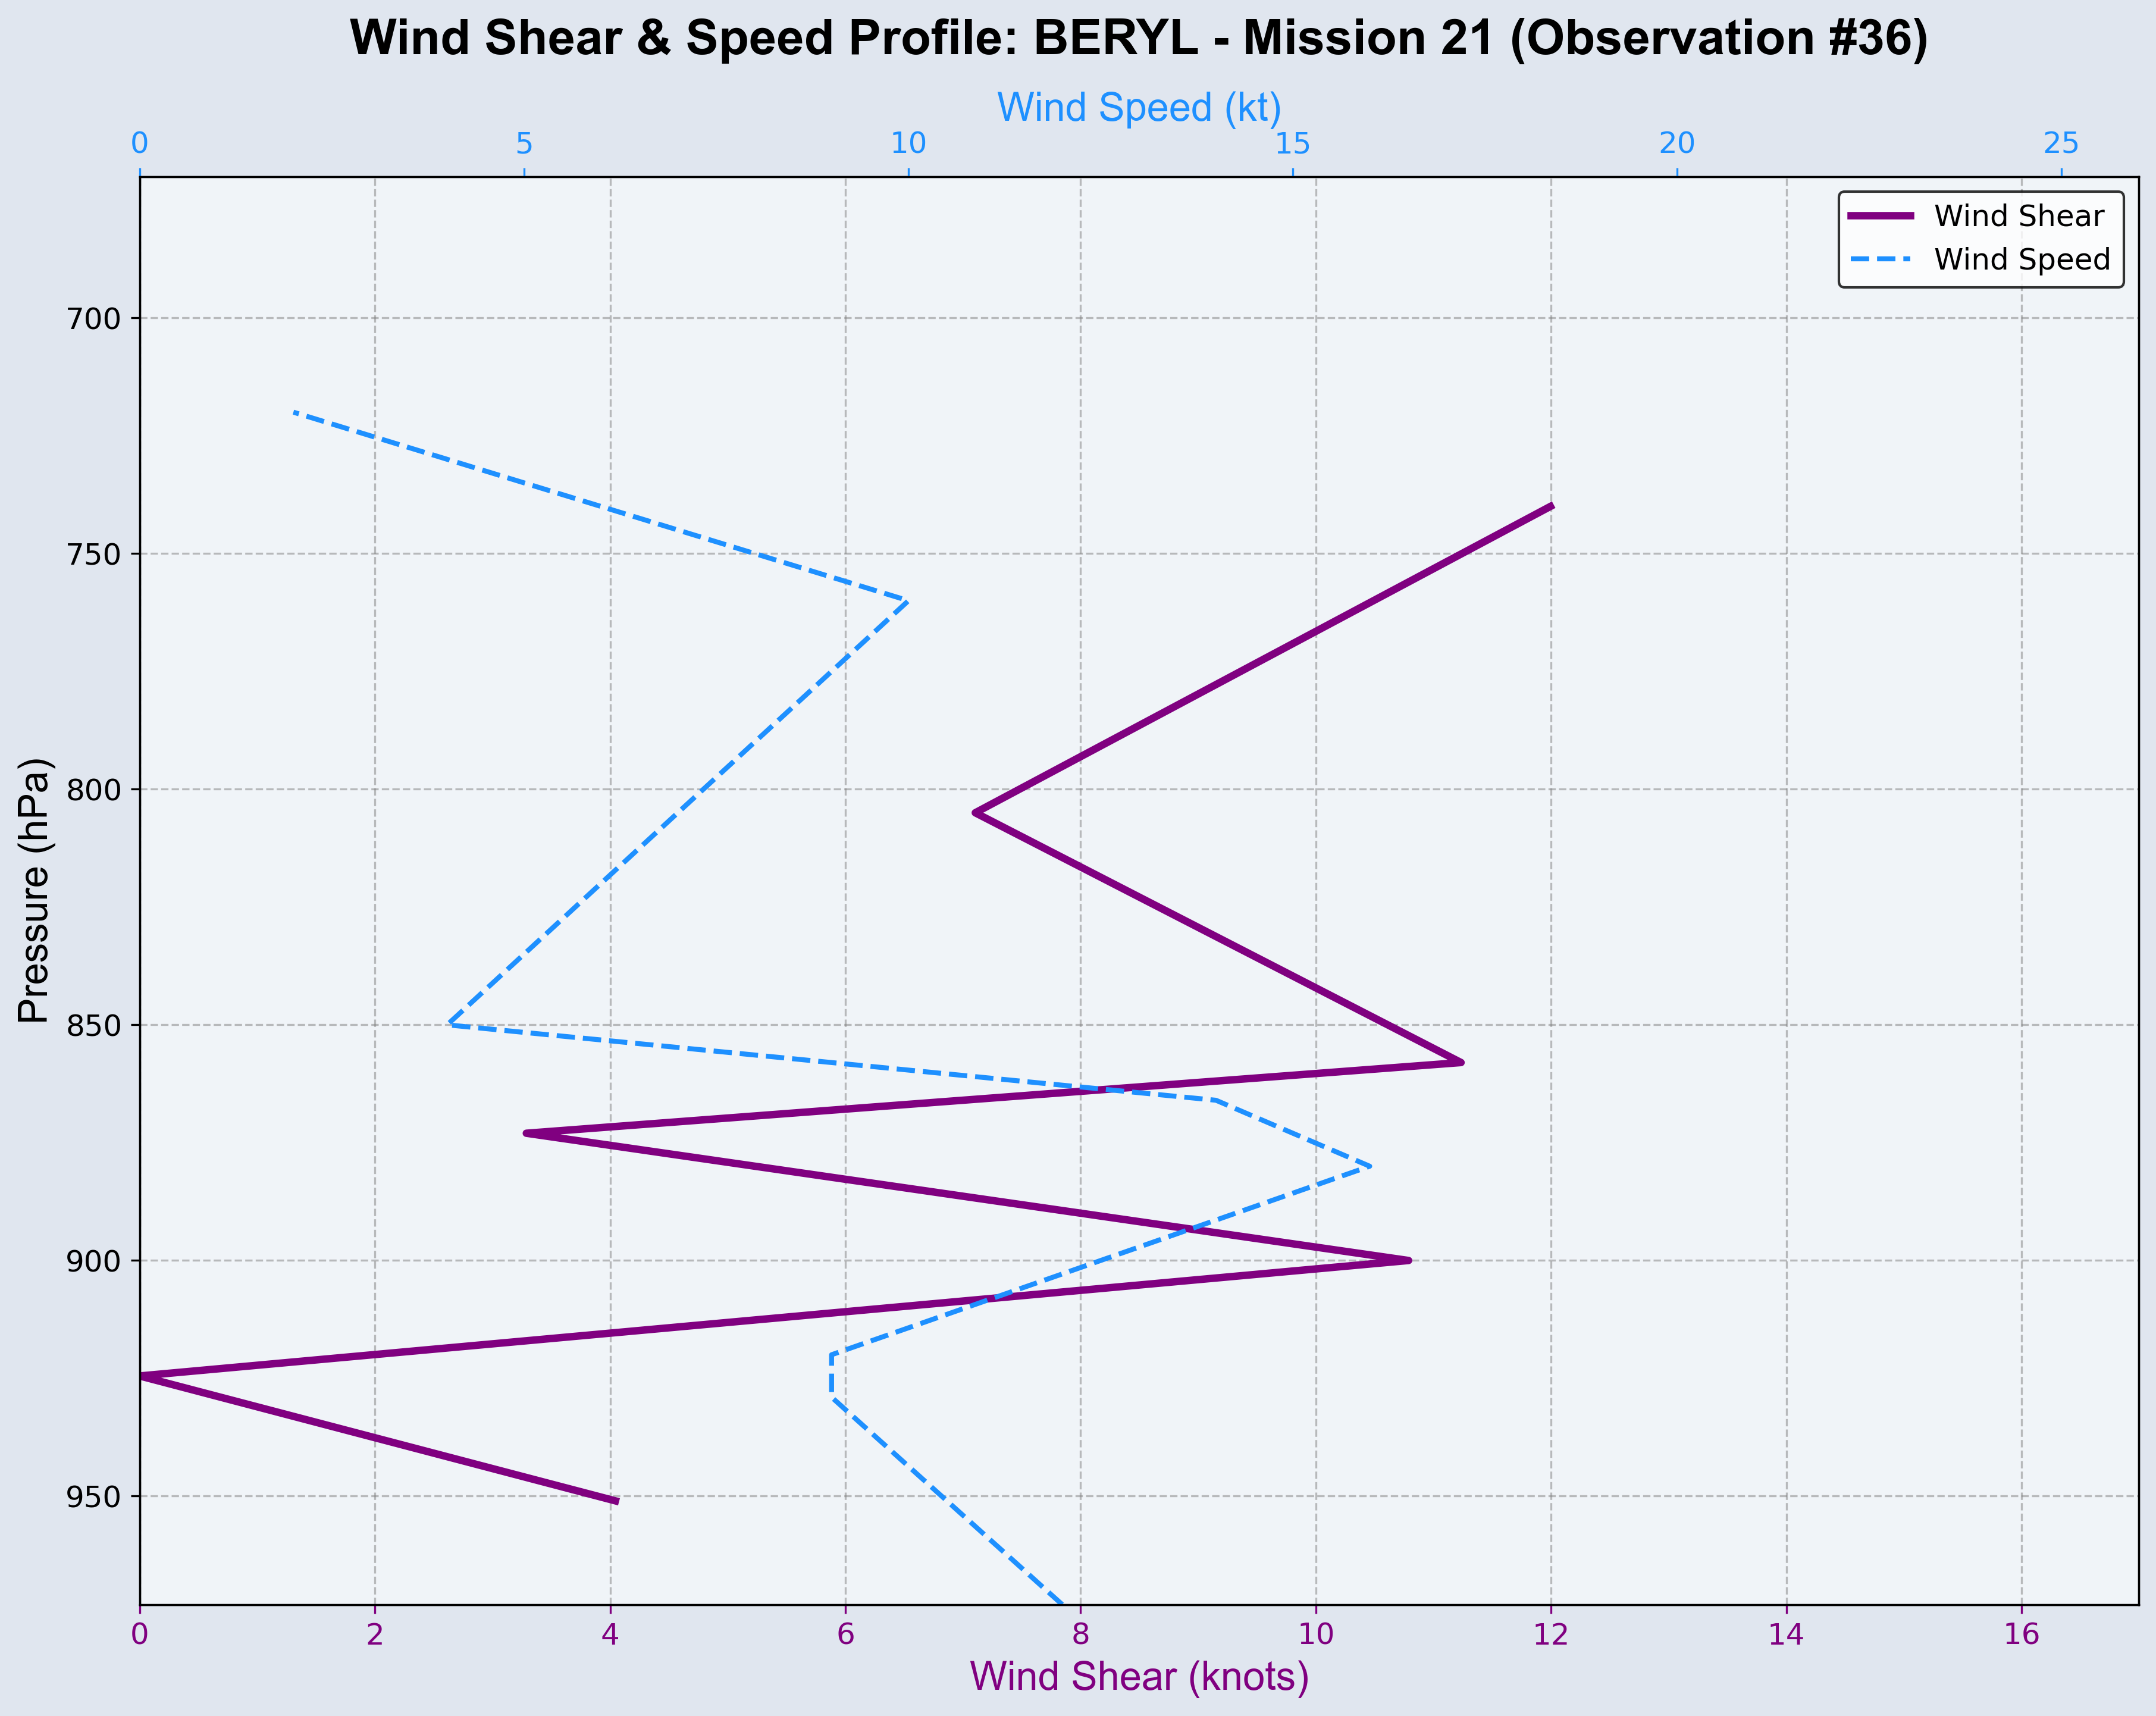 Wind Shear & Speed Profile: BERYL - Mission 21 (Observation #36)
Wind Speed (kt)
0 5 10 15 20 25
Wind Shear
Wind Speed
700
750
800
850
900
950
Pressure (hPa)
0 2 4 6 8 10 12 14 16
Wind Shear (knots)